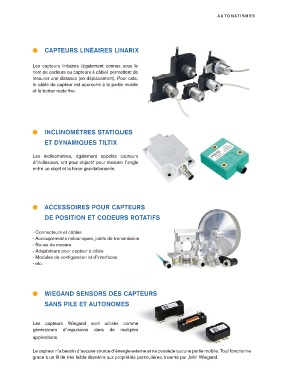 AUTOMATISMES
CAPTEURS LINÉAIRES LINARIX
Les capteurs linéaires (également connus sous le
nom de codeurs ou capteurs à câble) permettent de
mesurer une distance (un déplacement). Pour cela,
le câble du capteur est approché à la partie mobile
et le boîtier reste fixe.
INCLINOMÈTRES STATIQUES
ET DYNAMIQUES TILTIX
Les inclinomètres, également appelés capteurs
d'inclinaison, ont pour objectif pour mesurer l'angle
entre un objet et la force gravitationnelle.
ACCESSOIRES POUR CAPTEURS
DE POSITION ET CODEURS ROTATIFS
- Connecteurs et câbles
- Accouplements mécaniques, joints de transmission
- Roues de mesure
- Adaptateurs pour capteur à câble
- Modules de configuration et d'interfaces
- etc.
WIEGAND SENSORS DES CAPTEURS
SANS PILE ET AUTONOMES
Les capteurs Wiegand sont utilisés comme
générateurs d'impulsions dans de multiples
applications.
Le capteur n'a besoin d'aucune source d'énergie externe et ne possède aucune partie mobile. Tout fonctionne
grâce à un fil de très faible diamètre aux propriétés particulières, inventé par John Wiegand.